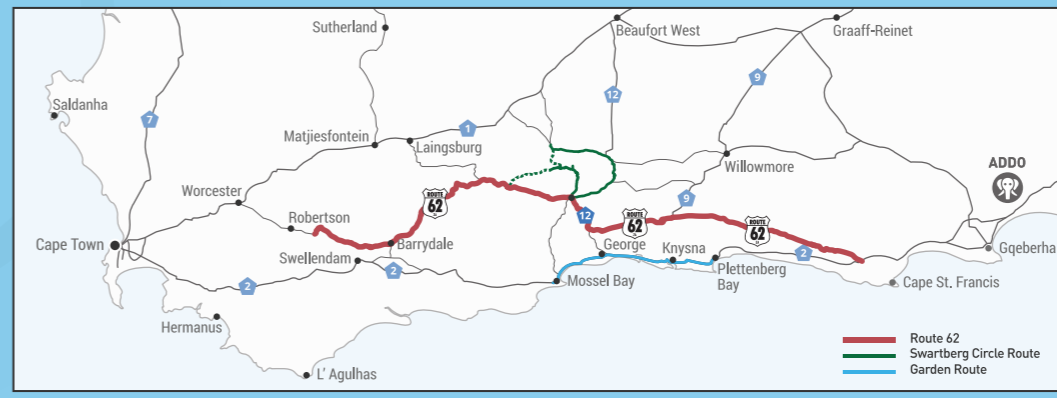 Sutherland
Beaufort West
Graaff-Reinet
9
12
Saldanha
7
1
Matjiesfontein
Laingsburg
Willowmore
ADDO
Worcester
ROUTE
62
9
12
Robertson
ROUTE
62
ROUTE
62
Cape Town
Barrydale
George
Knysna
2
Gqeberha
Swellendam
2
Plettenberg
Bay
2
Mossel Bay
Cape St. Francis
Hermanus
L' Agulhas
Route 62
Swartberg Circle Route
Garden Route